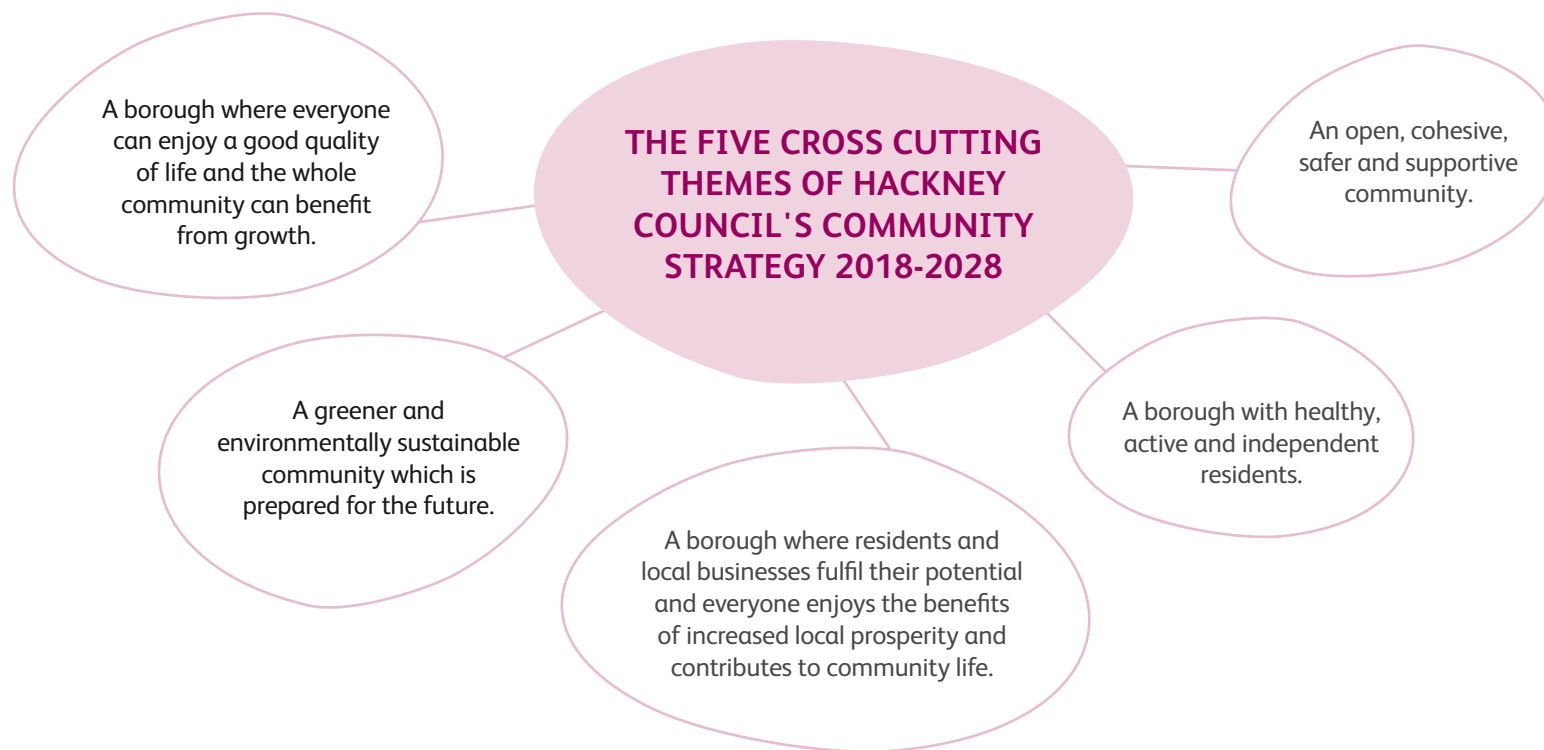 THE FIVE CROSS CUTTING
THEMES OF HACKNEY
COUNCIL'S COMMUNITY
STRATEGY 2018-2028
A borough where everyone
can enjoy a good quality
of life and the whole
community can benefit
from growth.
A greener and
environmentally sustainable
community which is
prepared for the future.
A borough where residents and
local businesses fulfil their potential
and everyone enjoys the benefits
of increased local prosperity and
contributes to community life.
A borough with healthy,
active and independent
residents.
An open, cohesive,
safer and supportive
community.